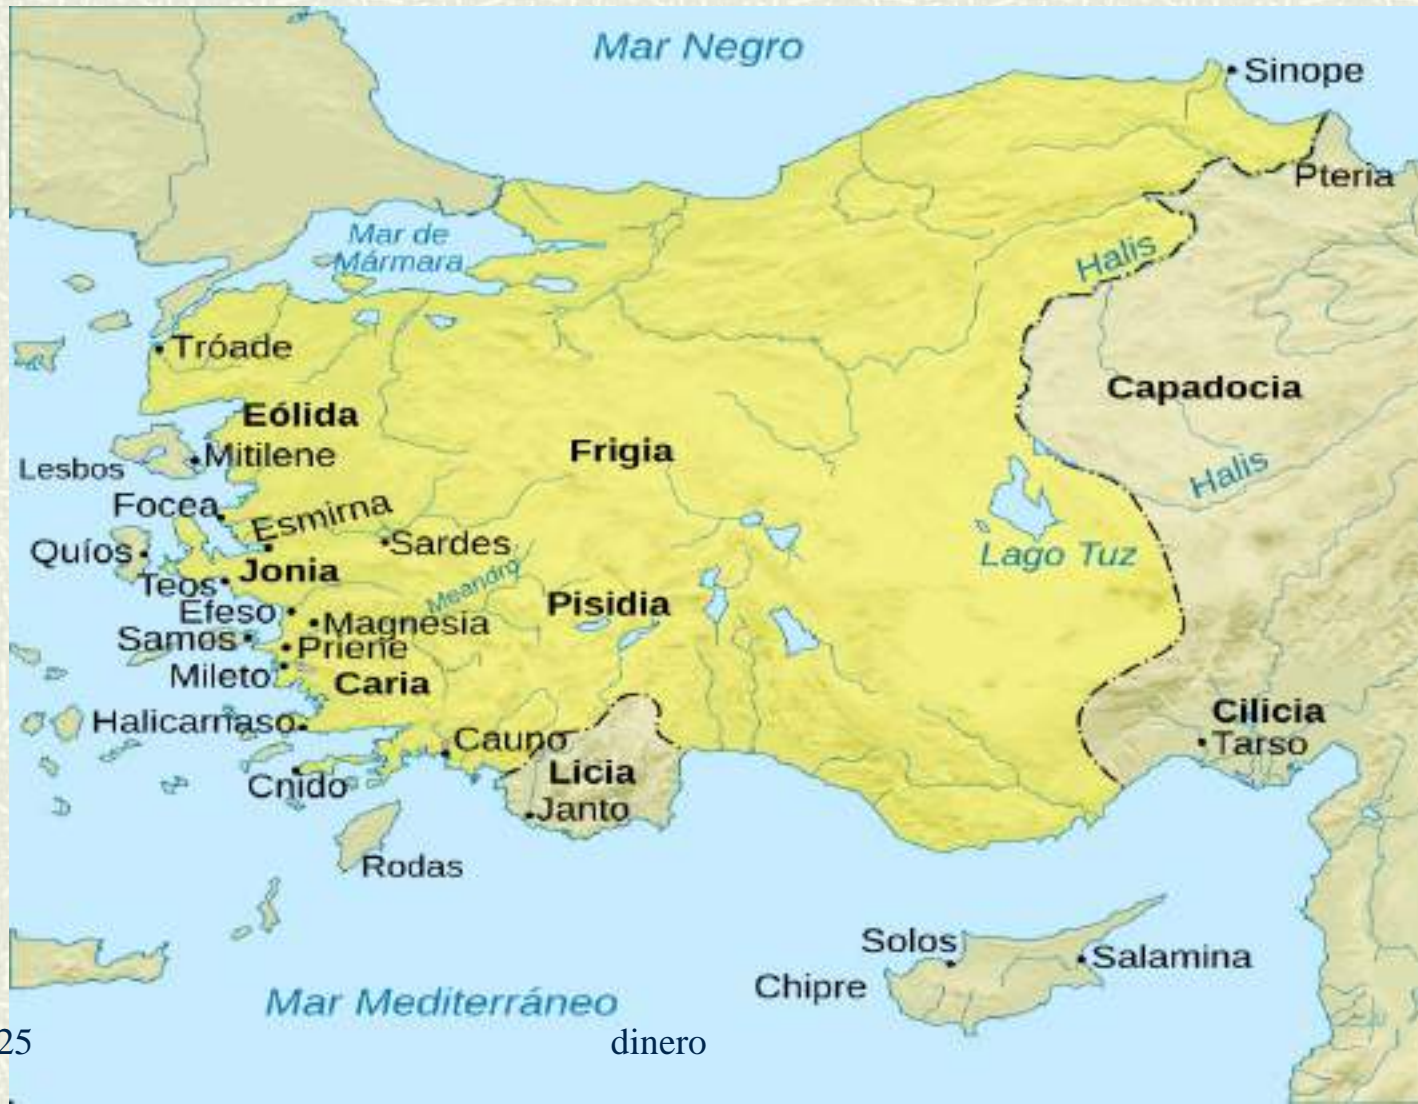 Mar Negro
Sinope
Pteria
Mar de
Mármara
Halis
Tróade
Capadocia
Eólida
Frigia
Mitilene
Lesbos
Halis
Focea
Esmirna
Sardes
Quíos
Lago Tuz
Jonia
Teos
Meandro
Efeso
Pisidia
Magnesia
Samos
Priene
Mileto
Caria
Halicarnaso
Cilicia
Tarso
Cauno
Licia
Cnido
Janto
Rodas
Solos
Salamina
Chipre
Mar Mediterráneo
25
dinero